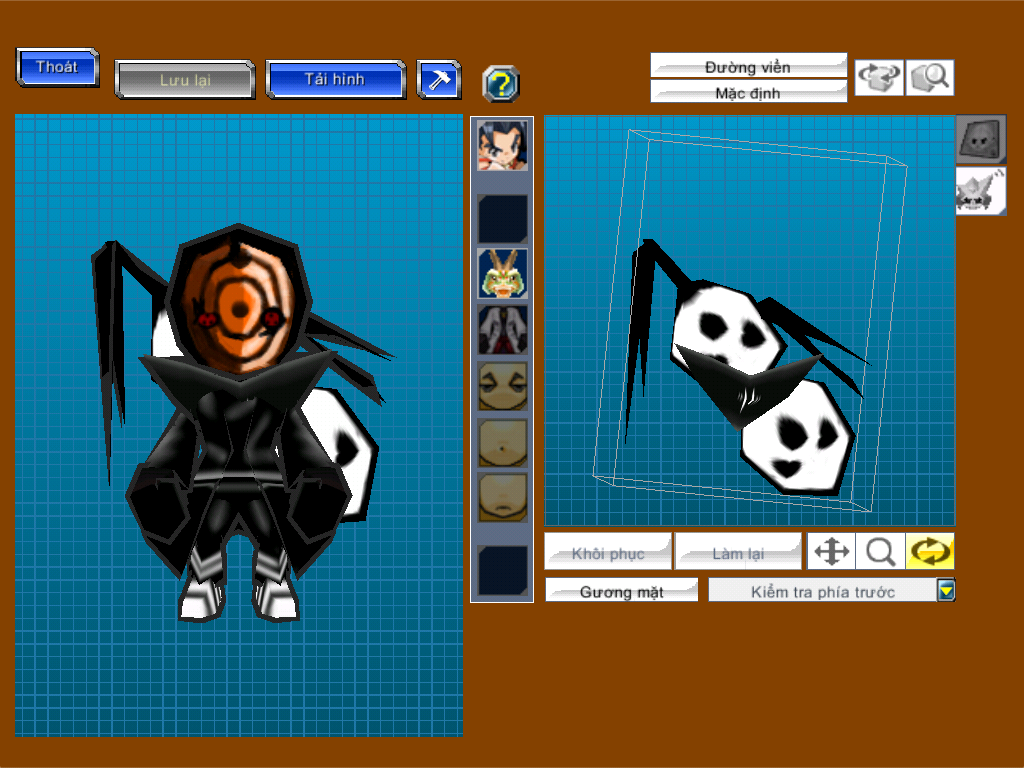 Thoát
Lưu lại
Tải hình
Đường viền
Mặc định
Khôi phục
Làm lại
Gương mặt
Kiểm tra phía trước